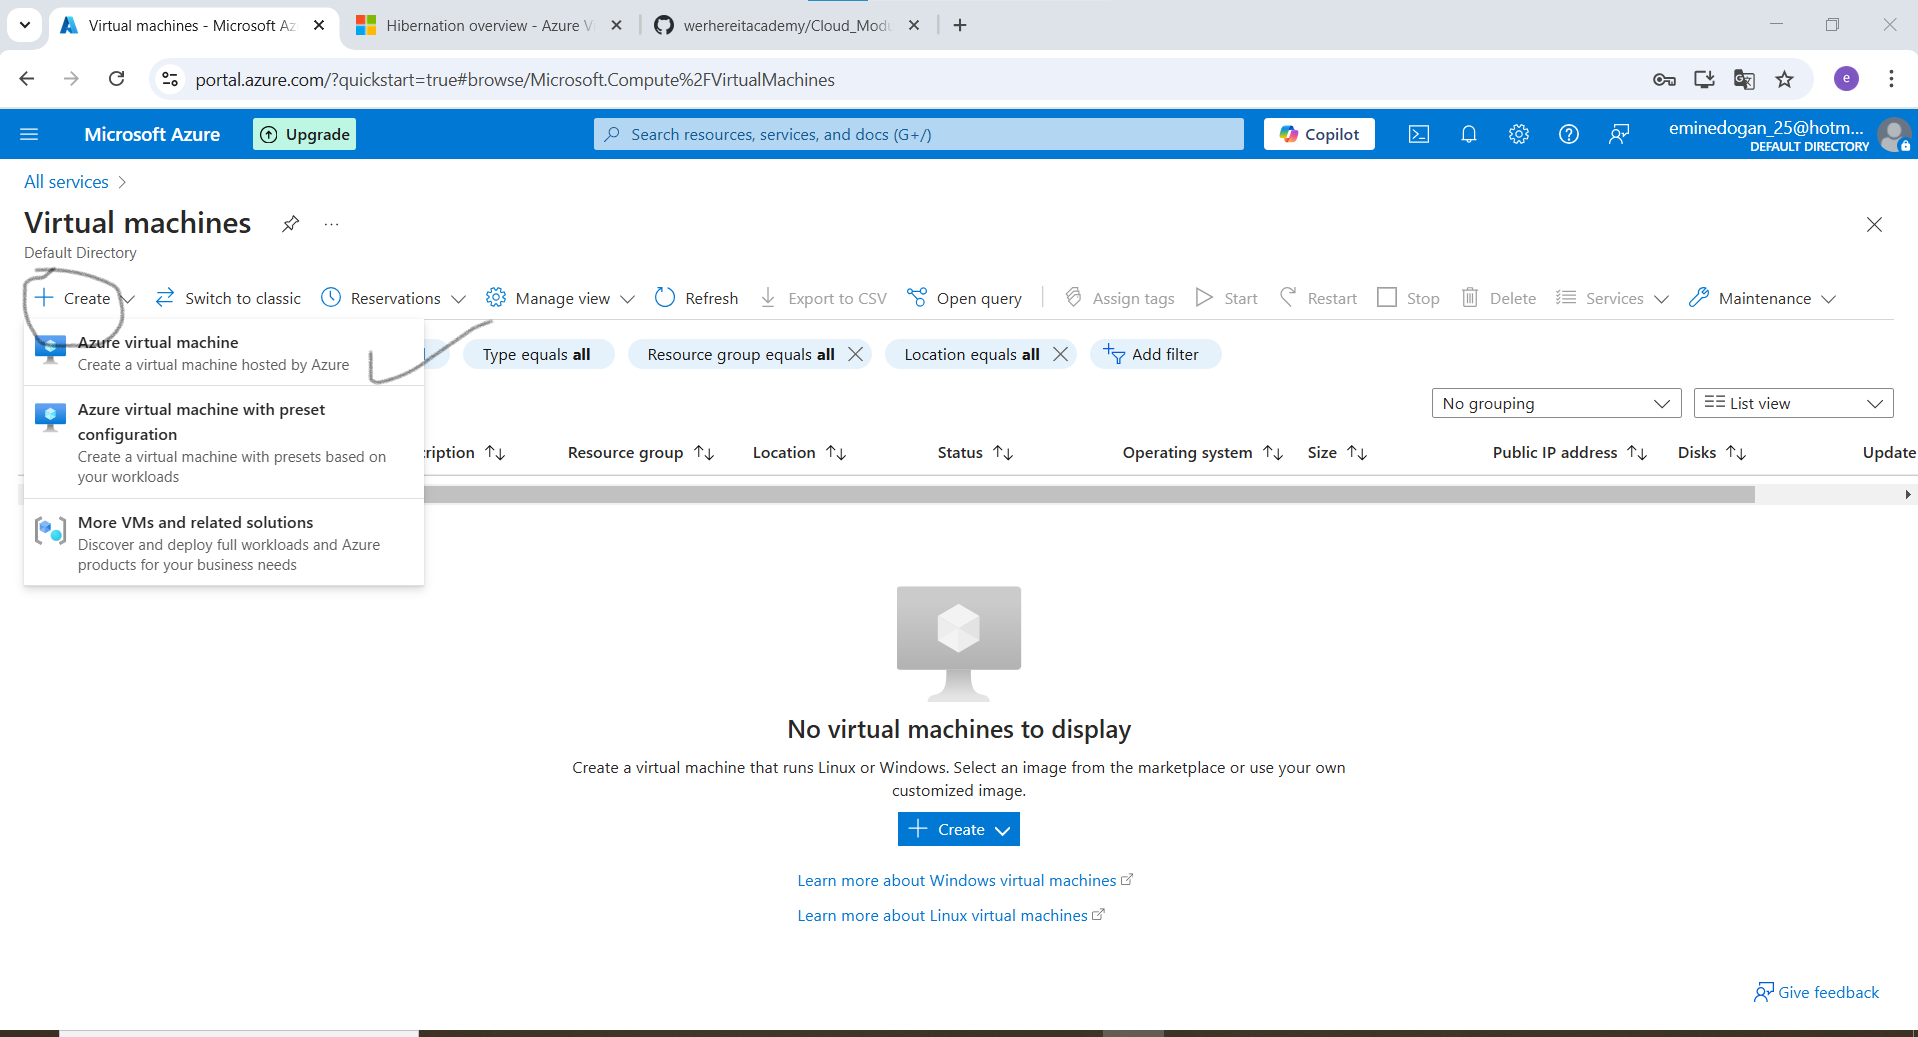 Virtual machines - Microsoft Az
Hibernation overview - Azure Vi
werhereitacademy/Cloud_Modu
portal.azure.com/?quickstart=true#browse/Microsoft.Compute%2FVirtualMachines
e
Microsoft Azure
Upgrade
Search resources, services, and docs (G+/)
Copilot
eminedogan_25@hotm...
DEFAULT DIRECTORY
All services
Virtual machines
Default Directory
Create
Switch to classic
Reservations
Manage view
Refresh
Export to CSV
Open query
Assign tags
Start
Restart
Stop
Delete
Services
Maintenance
Azure virtual machine
Create a virtual machine hosted by Azure
Azure virtual machine with preset
configuration
Create a virtual machine with presets based on
your workloads
More VMs and related solutions
Discover and deploy full workloads and Azure
products for your business needs
Type equals all
Resource group equals all
Location equals all
Add filter
No grouping
List view
cription
Resource group
Location
Status
Operating system
Size
Public IP address
Disks
Update
No virtual machines to display
Create a virtual machine that runs Linux or Windows. Select an image from the marketplace or use your own
customized image.
Create
Learn more about Windows virtual machines
Learn more about Linux virtual machines
Give feedback